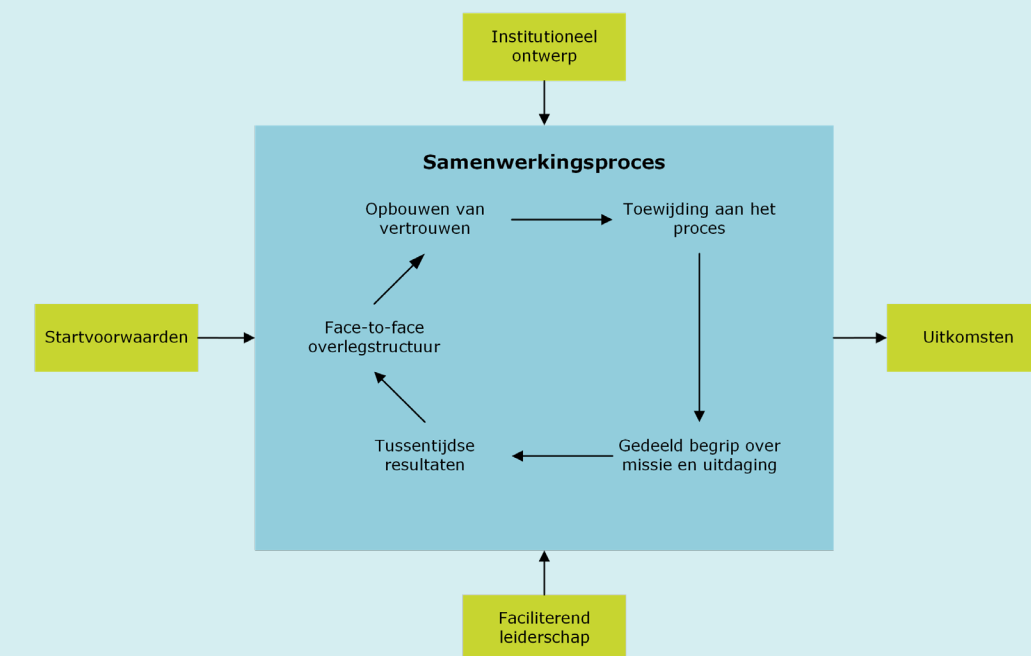 Institutioneel
ontwerp
Samenwerkingsproces
Opbouwen van
vertrouwen
Toewijding aan het
proces
Startvoorwaarden
Face-to-face
overlegstructuur
Uitkomsten
Tussentijdse
resultaten
Gedeeld begrip over
missie en uitdaging
Faciliterend
leiderschap